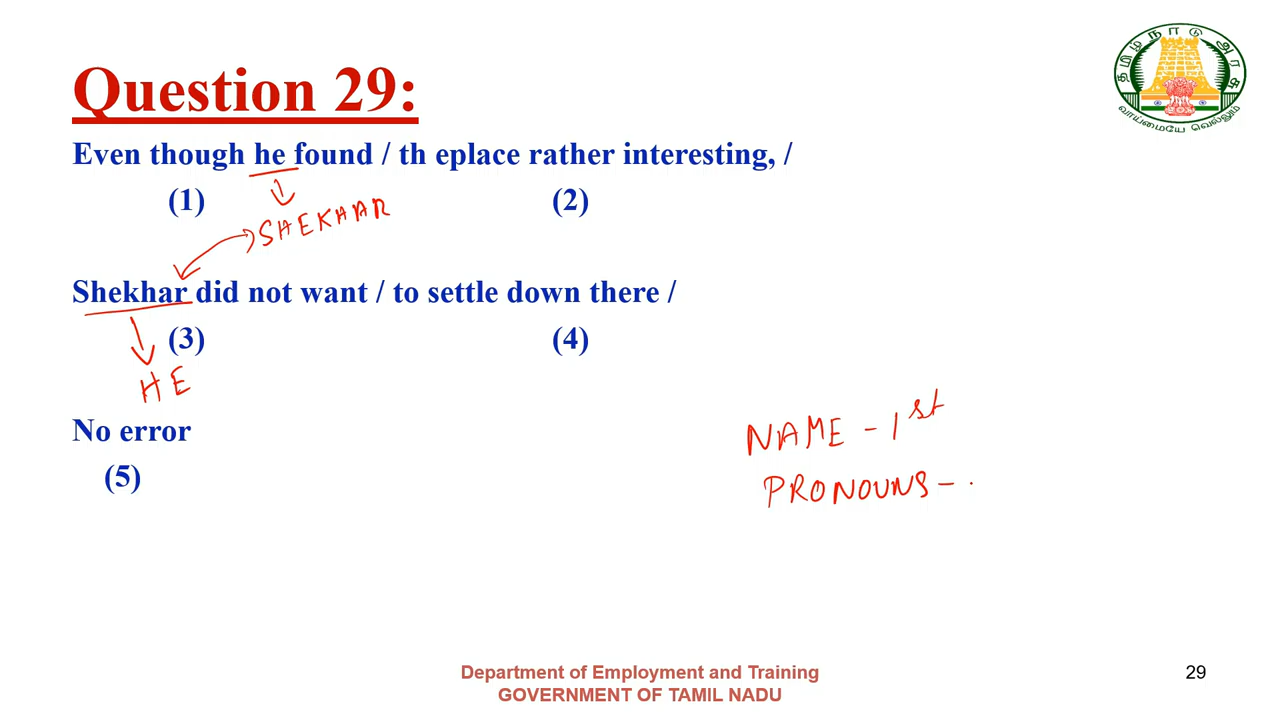 Question 29:
தமிழ் நாடு அரசு
வாய்மையே வெல்லும்
Even though he found / th eplace rather interesting, /
(1) (2)
SHEKHAR
Shekhar did not want / to settle down there /
(3) (4)
HE
No error
(5)
NAME - 1st
PRONOUNS -
Department of Employment and Training
GOVERNMENT OF TAMIL NADU
29